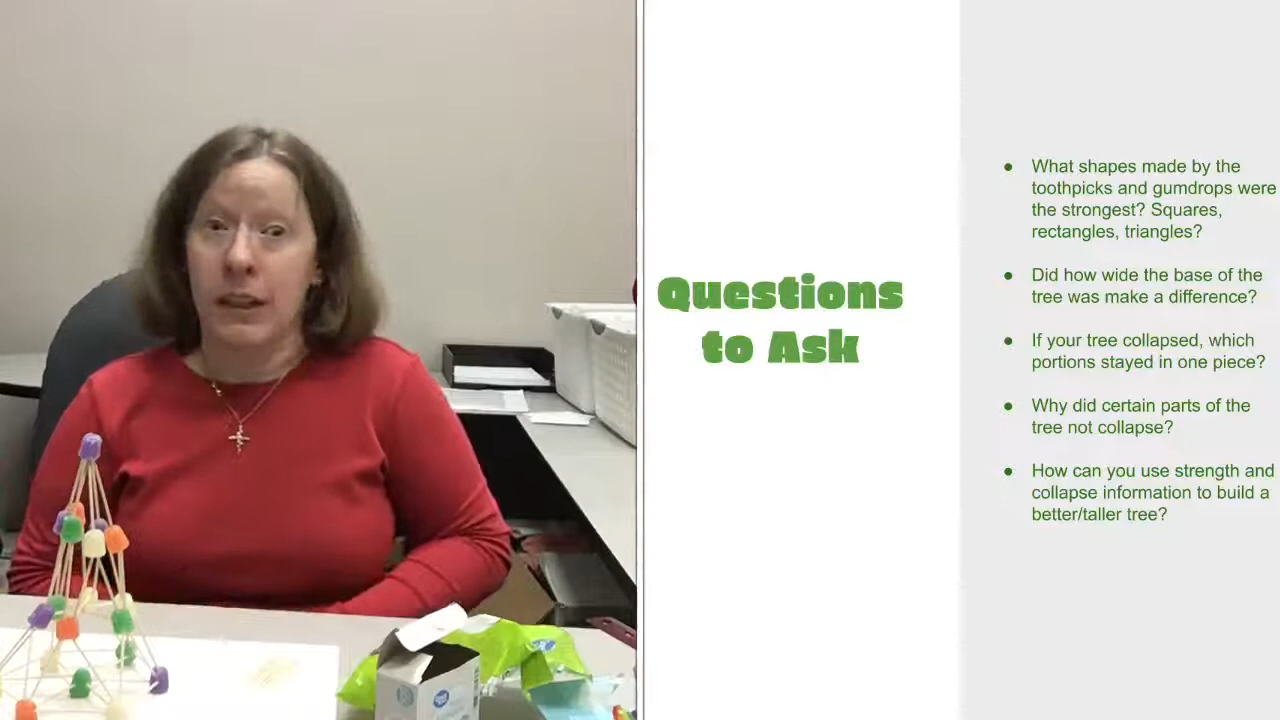 Questions
to Ask
● What shapes made by the
toothpicks and gumdrops were
the strongest? Squares,
rectangles, triangles?
● Did how wide the base of the
tree was make a difference?
● If your tree collapsed, which
portions stayed in one piece?
● Why did certain parts of the
tree not collapse?
● How can you use strength and
collapse information to build a
better/taller tree?